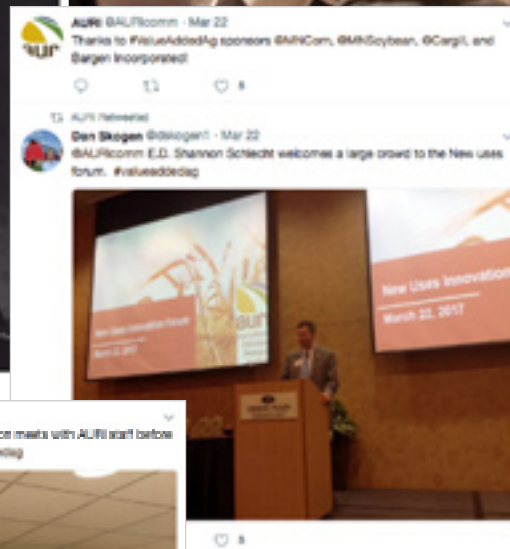 AURI @AURIcomm · Mar 22
Thanks to #ValueAddedAg sponsors @MNCorn, @MNSoybean, @Cargill, and
Bargen Incorporated!
8
AURI Retweeted
Dan Skogen @dskogen1 · Mar 22
@AURIcomm E.D. Shannon Schlecht welcomes a large crowd to the New uses
forum. #valueaddedag
New Uses Innovation Forum
March 22, 2017
auri
New Uses Innovation
March 22, 2017
meets with AURI staff before
8